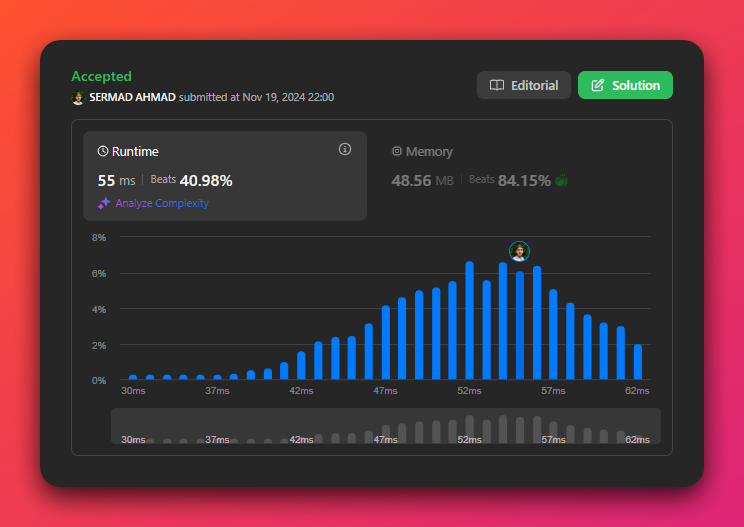 Accepted
SERMAD AHMAD submitted at Nov 19, 2024 22:00
Editorial
Solution
Runtime
55 ms | Beats 40.98%
Analyze Complexity
Memory
48.56 MB | Beats 84.15%
8%
6%
4%
2%
0%
30ms 37ms 42ms 47ms 52ms 57ms 62ms
30ms 37ms 42ms 47ms 52ms 57ms 62ms